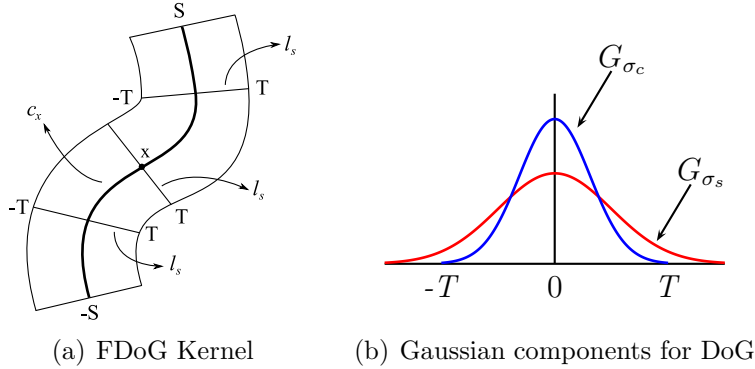 S
l_s
-T
T
c_x
x
l_s
-T
T
T
l_s
-S
(a) FDoG Kernel
G_{σ_c}
G_{σ_s}
-T 0 T
(b) Gaussian components for DoG